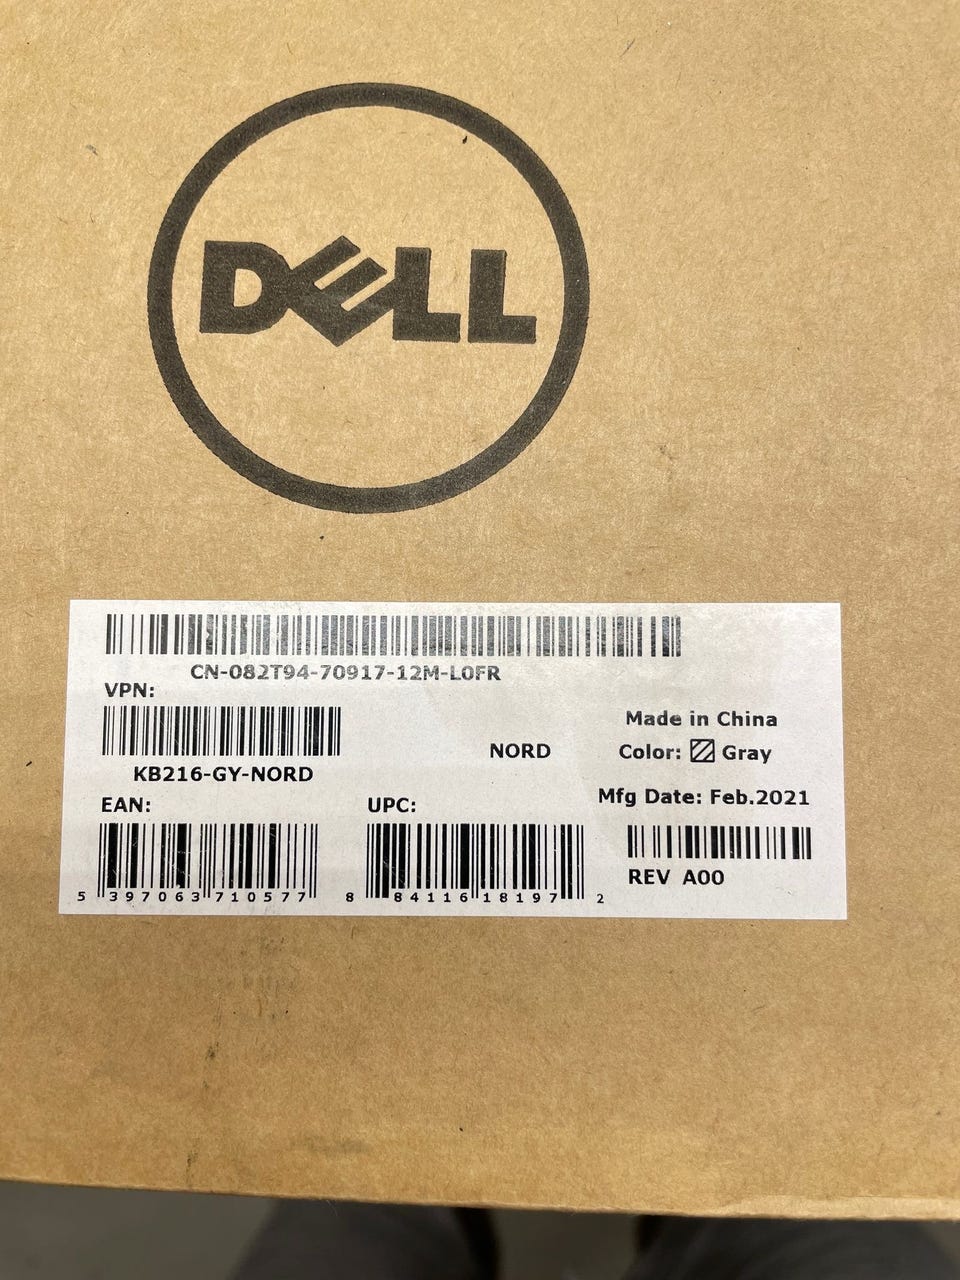 DELL
CN-082T94-70917-12M-L0FR
VPN:
KB216-GY-NORD
NORD
Made in China
Color: Gray
Mfg Date: Feb.2021
EAN:
5 397063 710577
UPC:
8 84116 18197 2
REV A00